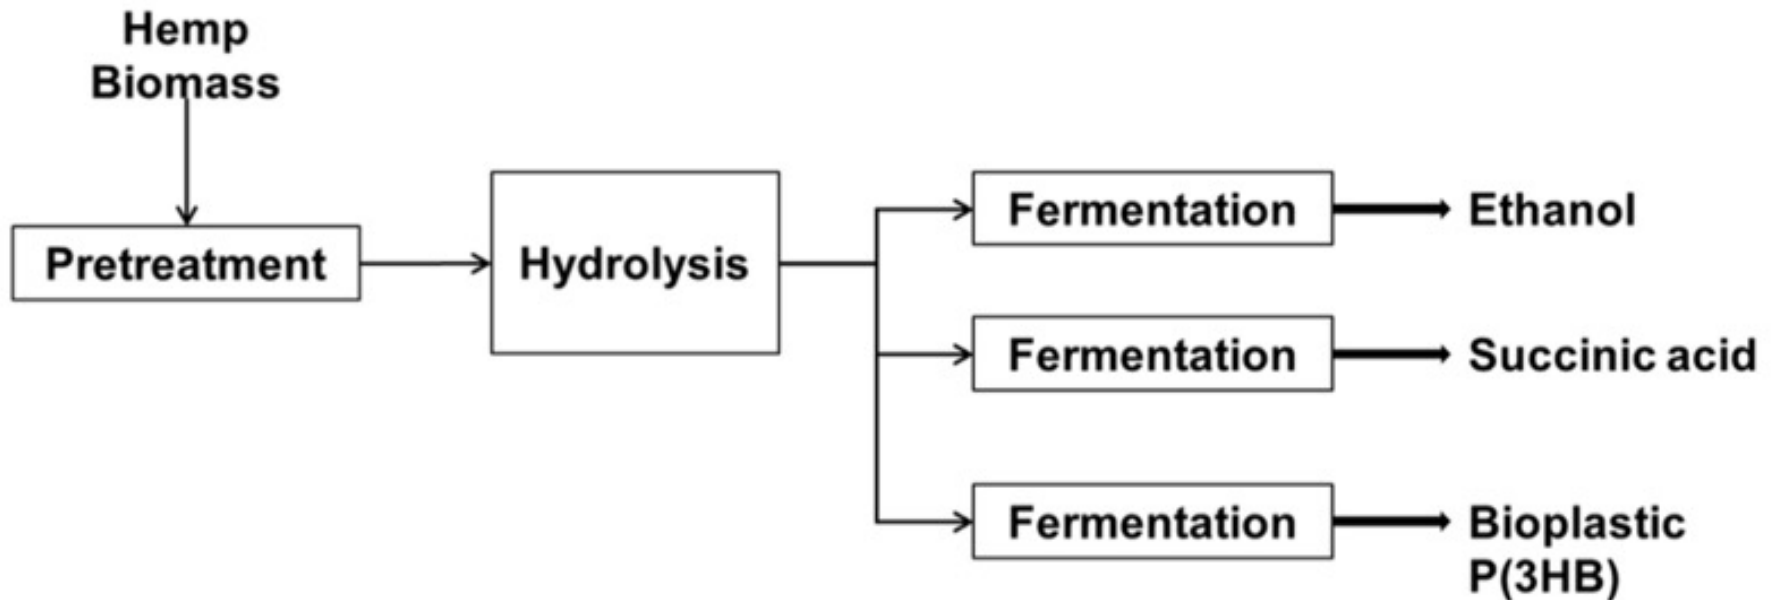 Hemp
Biomass
Pretreatment
Hydrolysis
Fermentation
Ethanol
Fermentation
Succinic acid
Fermentation
Bioplastic
P(3HB)